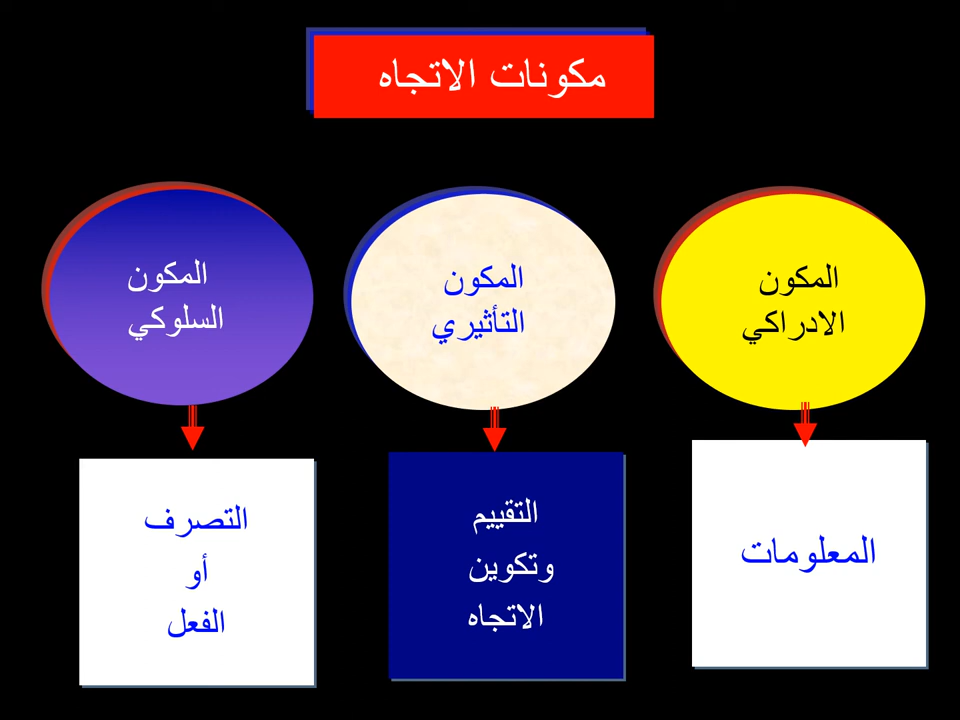 مكونات الاتجاه
المكون
الادراكي
المكون
التأثيري
المكون
السلوكي
المعلومات
التقييم
وتكوين
الاتجاه
التصرف
أو
الفعل